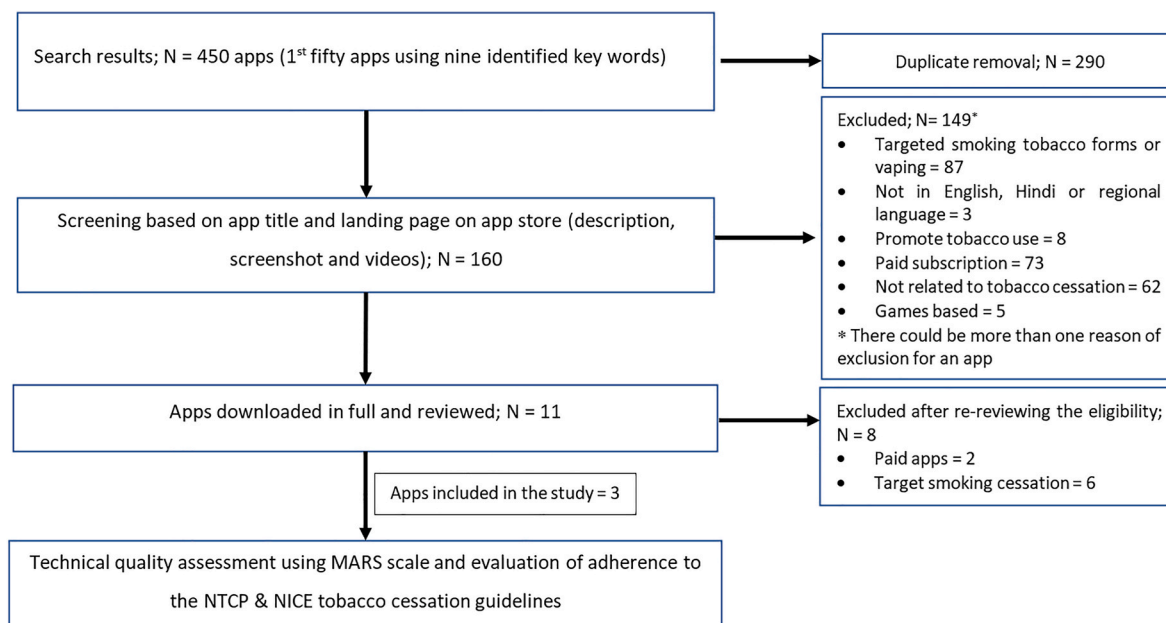 Search results; N = 450 apps (1st fifty apps using nine identified key words)
Duplicate removal; N = 290
Excluded; N= 149*
• Targeted smoking tobacco forms or
vaping = 87
• Not in English, Hindi or regional
language = 3
• Promote tobacco use = 8
• Paid subscription = 73
• Not related to tobacco cessation = 62
• Games based = 5
* There could be more than one reason of
exclusion for an app
Screening based on app title and landing page on app store (description,
screenshot and videos); N = 160
Apps downloaded in full and reviewed; N = 11
Excluded after re-reviewing the eligibility;
N = 8
• Paid apps = 2
• Target smoking cessation = 6
Apps included in the study = 3
Technical quality assessment using MARS scale and evaluation of adherence to
the NTCP & NICE tobacco cessation guidelines